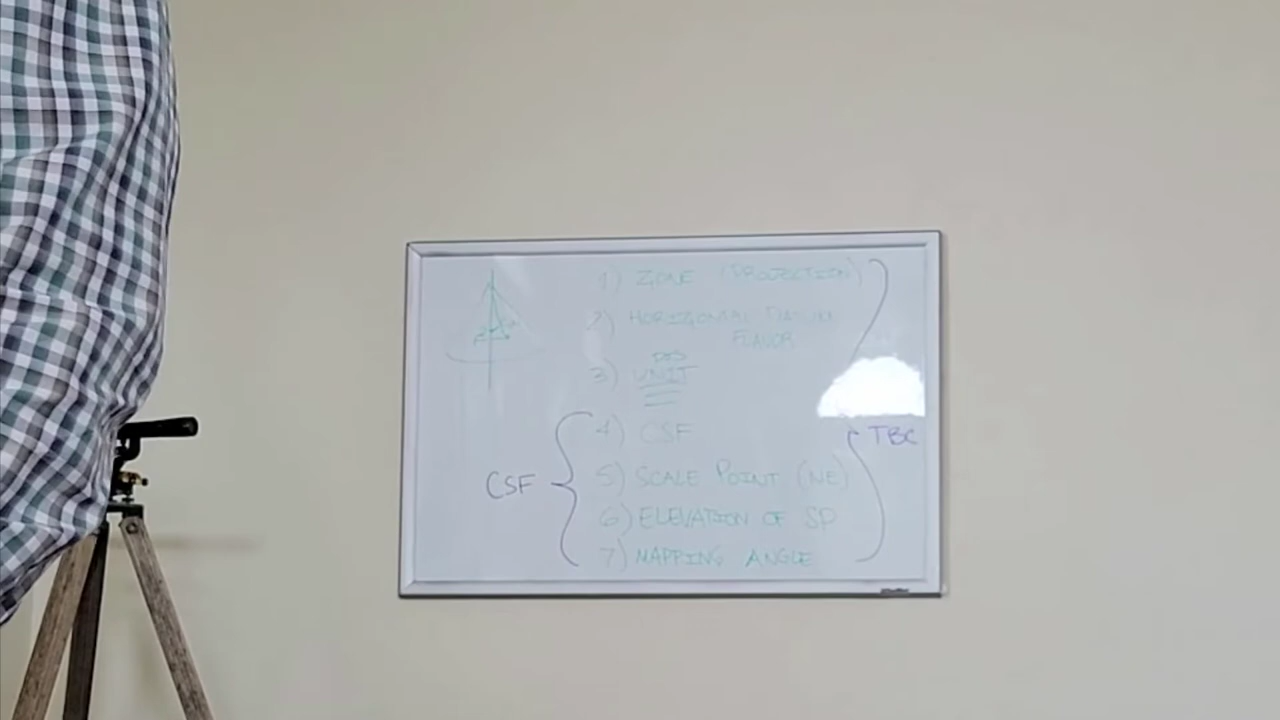 1) ZONE (PROJECTION)
2) HORIZONTAL DATUM
FLAVOR
DIS
3) UNIT
4) CSF
TBC
CSF
5) SCALE POINT (NE)
6) ELEVATION OF SP
7) MAPPING ANGLE